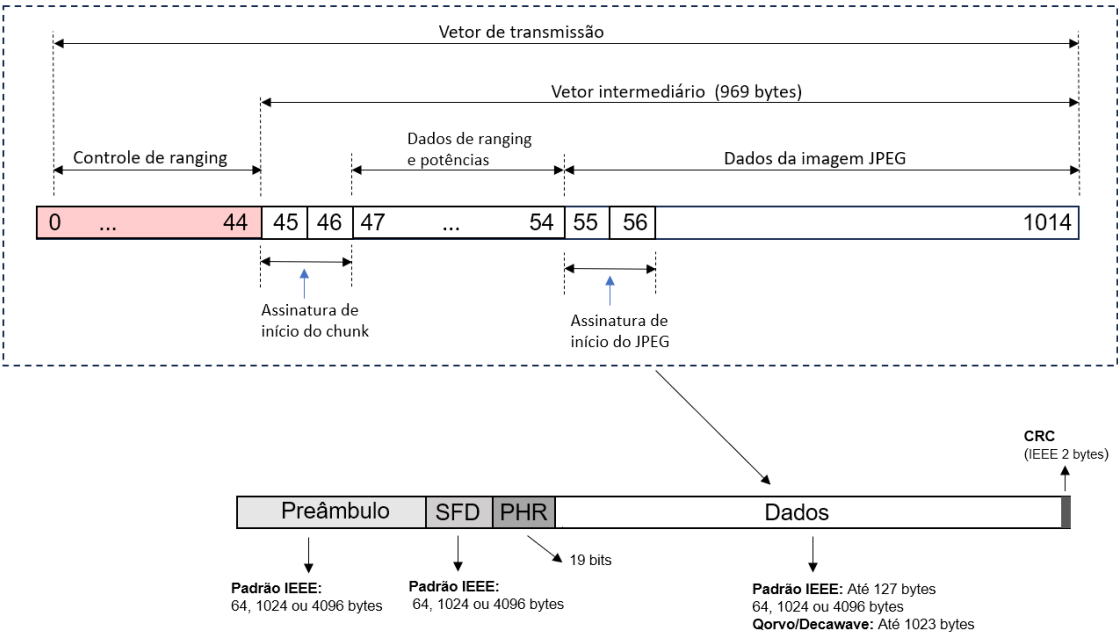 Vetor de transmissão
Vetor intermediário (969 bytes)
Controle de ranging
Dados de ranging
e potências
Dados da imagem JPEG
0 ... 44 45 46 47 ... 54 55 56 1014
Assinatura de
início do chunk
Assinatura de
início do JPEG
CRC
(IEEE 2 bytes)
Preâmbulo SFD PHR Dados
19 bits
Padrão IEEE:
64, 1024 ou 4096 bytes
Padrão IEEE:
64, 1024 ou 4096 bytes
Padrão IEEE: Até 127 bytes
64, 1024 ou 4096 bytes
Qorvo/Decawave: Até 1023 bytes